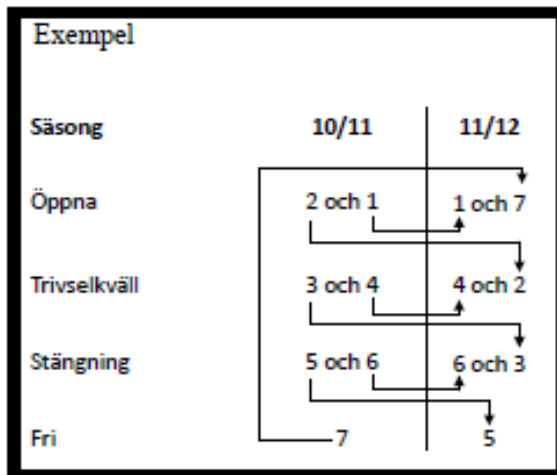 Exempel
Säsong 10/11 11/12
Öppna 2 och 1 1 och 7
Trivselkväll 3 och 4 4 och 2
Stängning 5 och 6 6 och 3
Fri 7 5